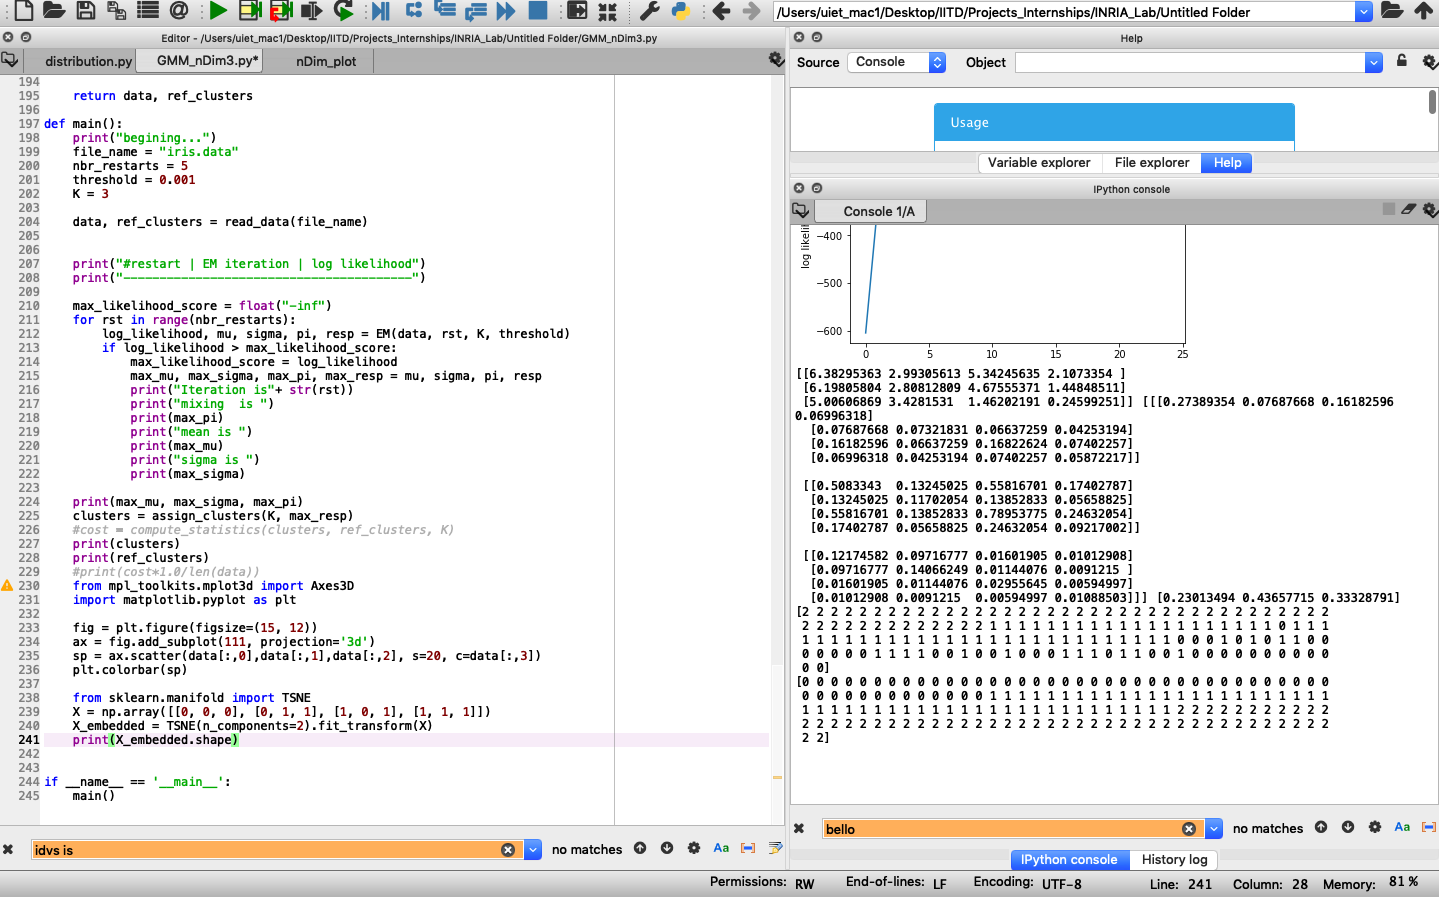 /Users/uiet_mac1/Desktop/IITD/Projects_Internships/INRIA_Lab/Untitled Folder
Editor - /Users/uiet_mac1/Desktop/IITD/Projects_Internships/INRIA_Lab/Untitled Folder/GMM_nDim3.py
distribution.py GMM_nDim3.py* nDim_plot
194
195 return data, ref_clusters
196
197 def main():
198 print("begining...")
199 file_name = "iris.data"
200 nbr_restarts = 5
201 threshold = 0.001
202 K = 3
203
204 data, ref_clusters = read_data(file_name)
205
206
207 print("#restart | EM iteration | log likelihood")
208 print("----------------------------------------")
209
210 max_likelihood_score = float("-inf")
211 for rst in range(nbr_restarts):
212 log_likelihood, mu, sigma, pi, resp = EM(data, rst, K, threshold)
213 if log_likelihood > max_likelihood_score:
214 max_likelihood_score = log_likelihood
215 max_mu, max_sigma, max_pi, max_resp = mu, sigma, pi, resp
216 print("Iteration is"+ str(rst))
217 print("mixing  is ")
218 print(max_pi)
219 print("mean is ")
220 print(max_mu)
221 print("sigma is ")
222 print(max_sigma)
223
224 print(max_mu, max_sigma, max_pi)
225 clusters = assign_clusters(K, max_resp)
226 #cost = compute_statistics(clusters, ref_clusters, K)
227 print(clusters)
228 print(ref_clusters)
229 #print(cost*1.0/len(data))
230 from mpl_toolkits.mplot3d import Axes3D
231 import matplotlib.pyplot as plt
232
233 fig = plt.figure(figsize=(15, 12))
234 ax = fig.add_subplot(111, projection='3d')
235 sp = ax.scatter(data[:,0],data[:,1],data[:,2], s=20, c=data[:,3])
236 plt.colorbar(sp)
237
238 from sklearn.manifold import TSNE
239 X = np.array([[0, 0, 0], [0, 1, 1], [1, 0, 1], [1, 1, 1]])
240 X_embedded = TSNE(n_components=2).fit_transform(X)
241 print(X_embedded.shape)
242
243
244 if __name__ == '__main__':
245 main()
idvs is no matches Aa
Help
Source Console Object
Usage
Variable explorer File explorer Help
IPython console
Console 1/A
log likeli
−400
−500
−600
0 5 10 15 20 25
[[6.38295363 2.99305613 5.34245635 2.1073354 ]
[6.19805804 2.80812809 4.67555371 1.44848511]
[5.00606869 3.4281531  1.46202191 0.24599251]] [[[0.27389354 0.07687668 0.16182596
0.06996318]
[0.07687668 0.07321831 0.06637259 0.04253194]
[0.16182596 0.06637259 0.16822624 0.07402257]
[0.06996318 0.04253194 0.07402257 0.05872217]]
[[0.5083343  0.13245025 0.55816701 0.17402787]
[0.13245025 0.11702054 0.13852833 0.05658825]
[0.55816701 0.13852833 0.78953775 0.24632054]
[0.17402787 0.05658825 0.24632054 0.09217002]]
[[0.12174582 0.09716777 0.01601905 0.01012908]
[0.09716777 0.14066249 0.01144076 0.0091215 ]
[0.01601905 0.01144076 0.02955645 0.00594997]
[0.01012908 0.0091215  0.00594997 0.01088503]]] [0.23013494 0.43657715 0.33328791]
[2 2 2 2 2 2 2 2 2 2 2 2 2 2 2 2 2 2 2 2 2 2 2 2 2 2 2 2 2 2 2 2 2 2 2 2 2
2 2 2 2 2 2 2 2 2 2 2 2 2 1 1 1 1 1 1 1 1 1 1 1 1 1 1 1 1 1 1 1 1 0 1 1 1
1 1 1 1 1 1 1 1 1 1 1 1 1 1 1 1 1 1 1 1 1 1 1 1 1 1 0 0 0 1 0 1 0 1 1 0 0
0 0 0 0 0 1 1 1 1 0 0 1 0 0 1 0 0 0 1 1 1 0 1 1 0 0 1 0 0 0 0 0 0 0 0 0 0
0 0]
[0 0 0 0 0 0 0 0 0 0 0 0 0 0 0 0 0 0 0 0 0 0 0 0 0 0 0 0 0 0 0 0 0 0 0 0 0
0 0 0 0 0 0 0 0 0 0 0 0 0 1 1 1 1 1 1 1 1 1 1 1 1 1 1 1 1 1 1 1 1 1 1 1 1
1 1 1 1 1 1 1 1 1 1 1 1 1 1 1 1 1 1 1 1 1 1 1 1 1 1 2 2 2 2 2 2 2 2 2 2 2
2 2 2 2 2 2 2 2 2 2 2 2 2 2 2 2 2 2 2 2 2 2 2 2 2 2 2 2 2 2 2 2 2 2 2 2 2
2 2]
bello no matches Aa
IPython console History log
Permissions: RW End-of-lines: LF Encoding: UTF-8 Line: 241 Column: 28 Memory: 81 %